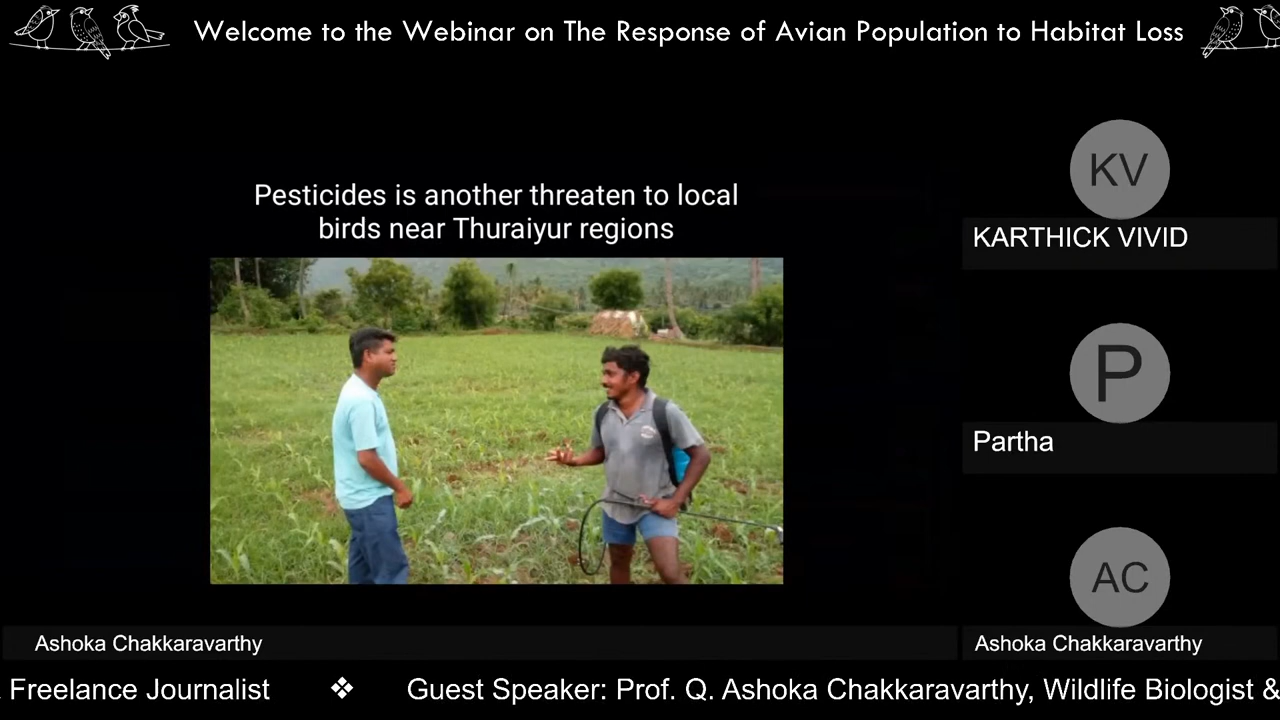 Welcome to the Webinar on The Response of Avian Population to Habitat Loss
Pesticides is another threaten to local
birds near Thuraiyur regions
KV
KARTHICK VIVID
P
Partha
AC
Ashoka Chakkaravarthy
Ashoka Chakkaravarthy
Freelance Journalist ❖ Guest Speaker: Prof. Q. Ashoka Chakkaravarthy, Wildlife Biologist &